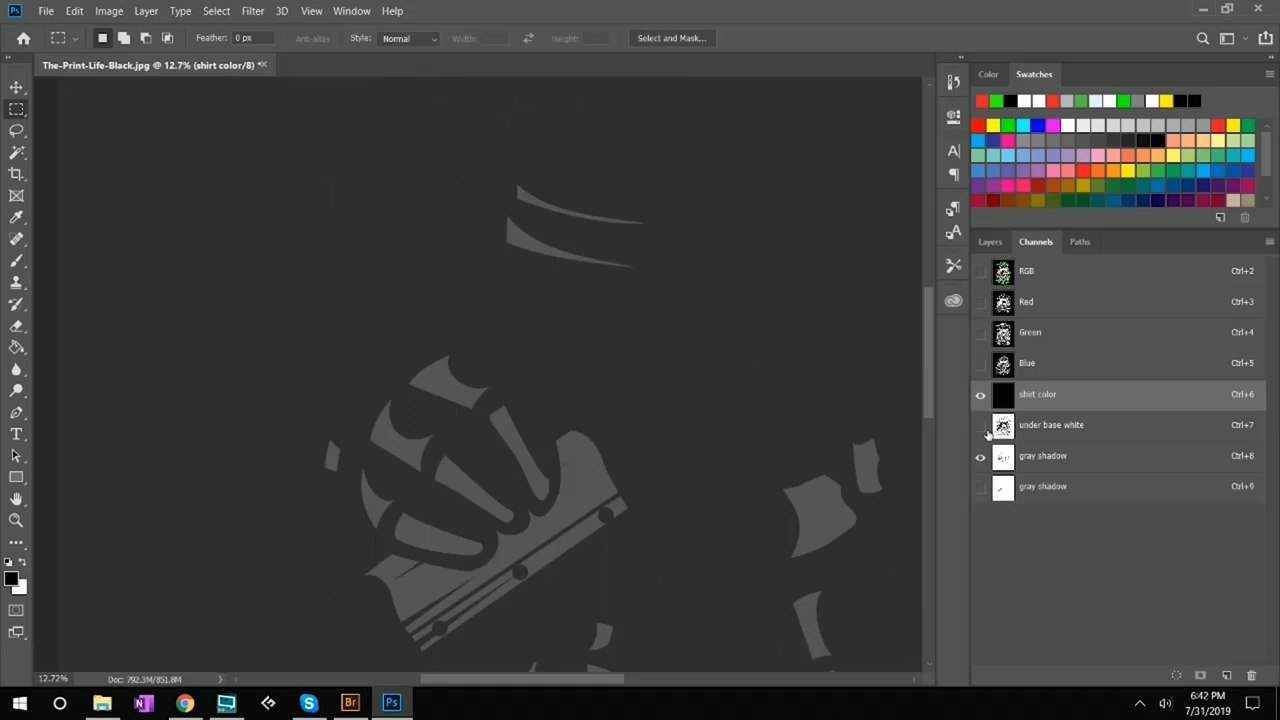 Ps File Edit Image Layer Type Select Filter 3D View Window Help
Feather: 0 px Anti-alias Style: Normal Width: Height: Select and Mask...
The-Print-Life-Black.jpg @ 12.7% (shirt color/8) *
Color Swatches
Layers Channels Paths
RGB Ctrl+2
Red Ctrl+3
Green Ctrl+4
Blue Ctrl+5
shirt color Ctrl+6
under base white Ctrl+7
gray shadow Ctrl+8
gray shadow Ctrl+9
12.72% Doc: 792.3M/851.8M
Br Ps
6:42 PM
7/31/2019